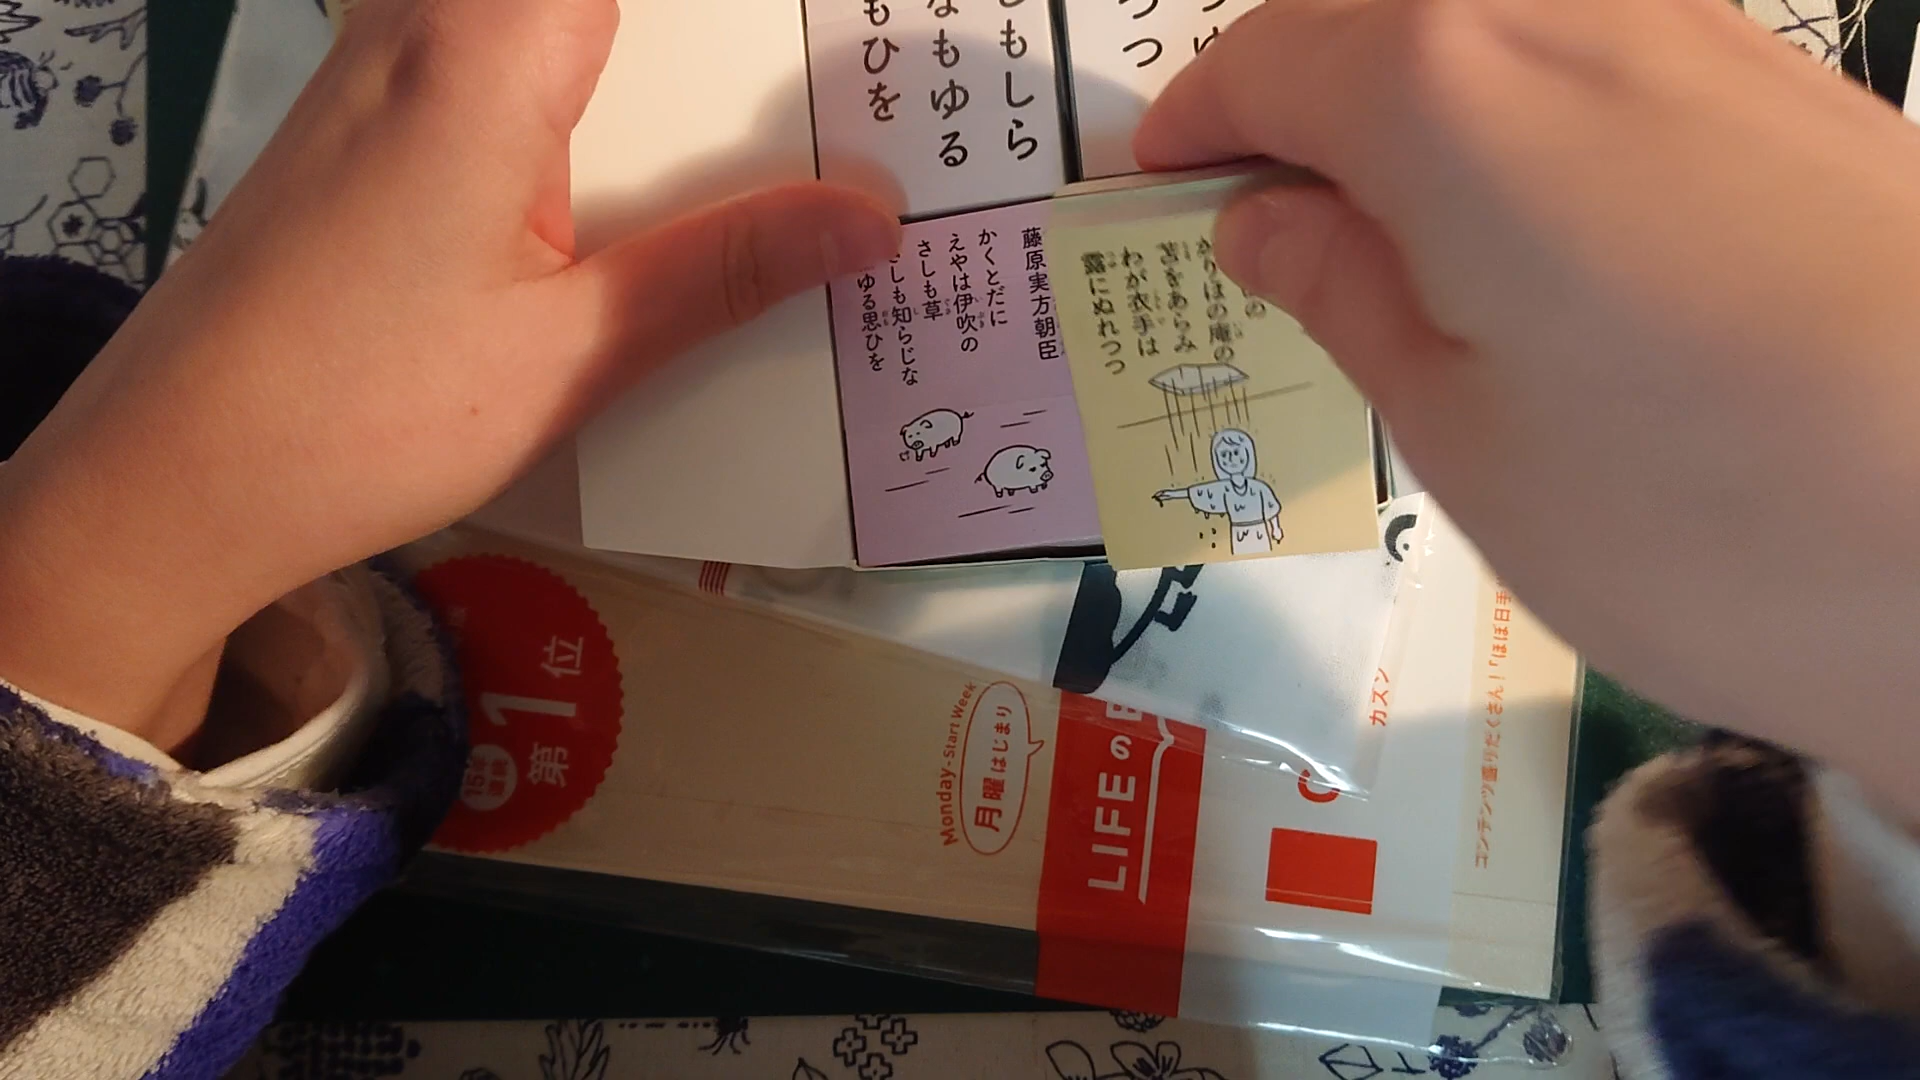 しら
なもゆる
もひを
つつ
藤原実方朝臣
かくとだに
えやは伊吹の
さしも草
さしも知らじな
ゆる思ひを
かりほの庵の
苫をあらみ
わが衣手は
露にぬれつつ
第1位
Monday-Start Week
月曜はじまり
LIFEの
カズン
コンテンツ盛りだくさん!「ほぼ日手